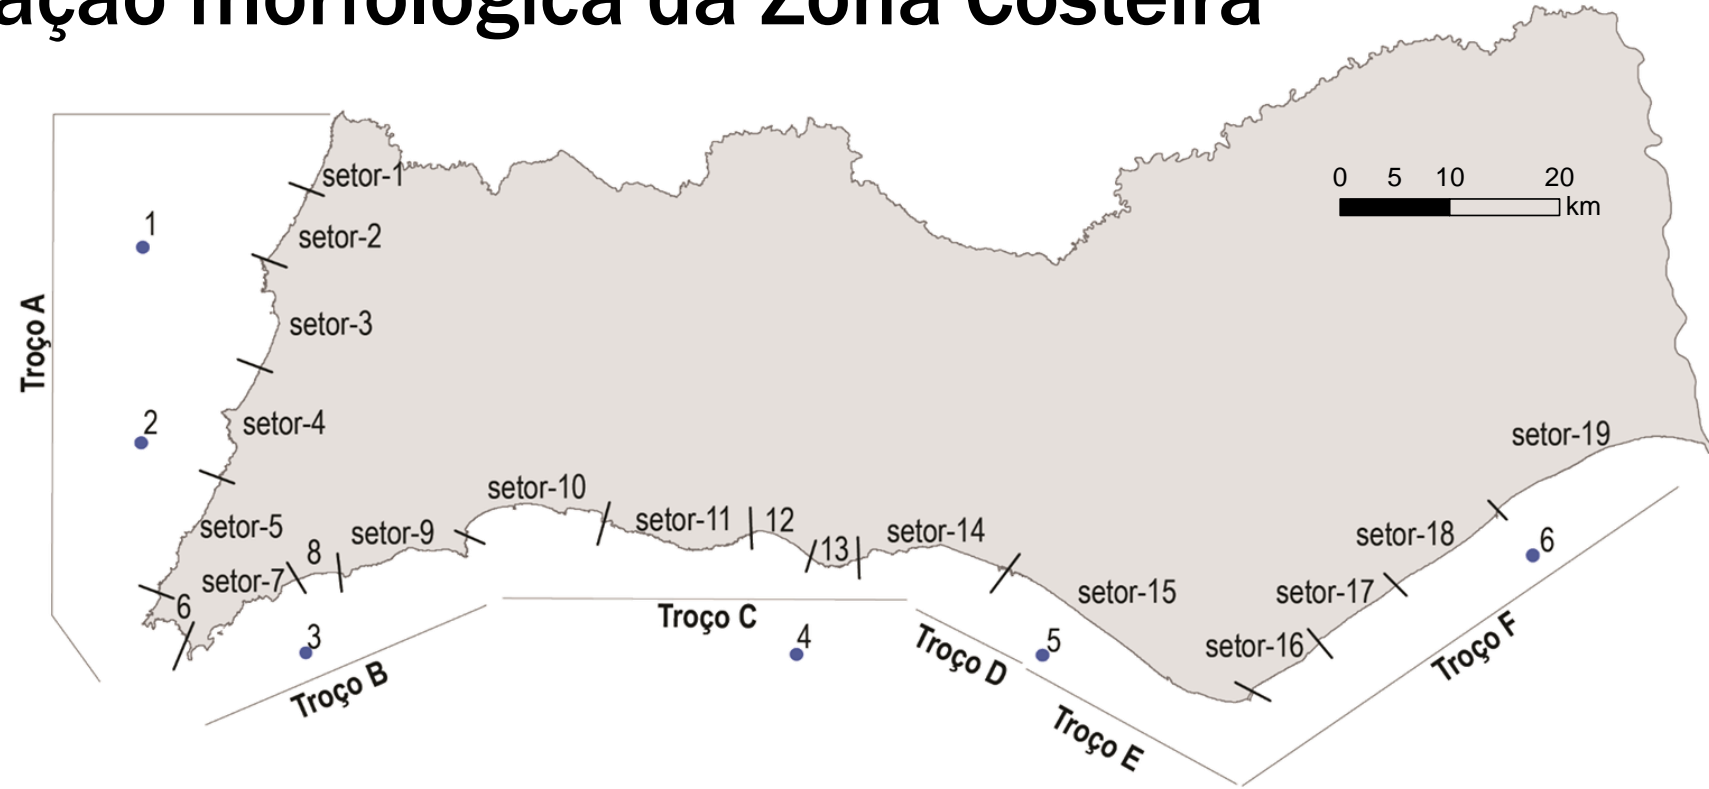 ação morfológica da Zona Costeira
setor-1
0 5 10 20
km
1
setor-2
Troço A
setor-3
2
setor-4
setor-19
setor-10
setor-5
setor-9
setor-11
12
setor-14
setor-18
6
8
13
setor-7
6
setor-15
setor-17
3
Troço C
4
5
setor-16
Troço F
Troço B
Troço D
Troço E